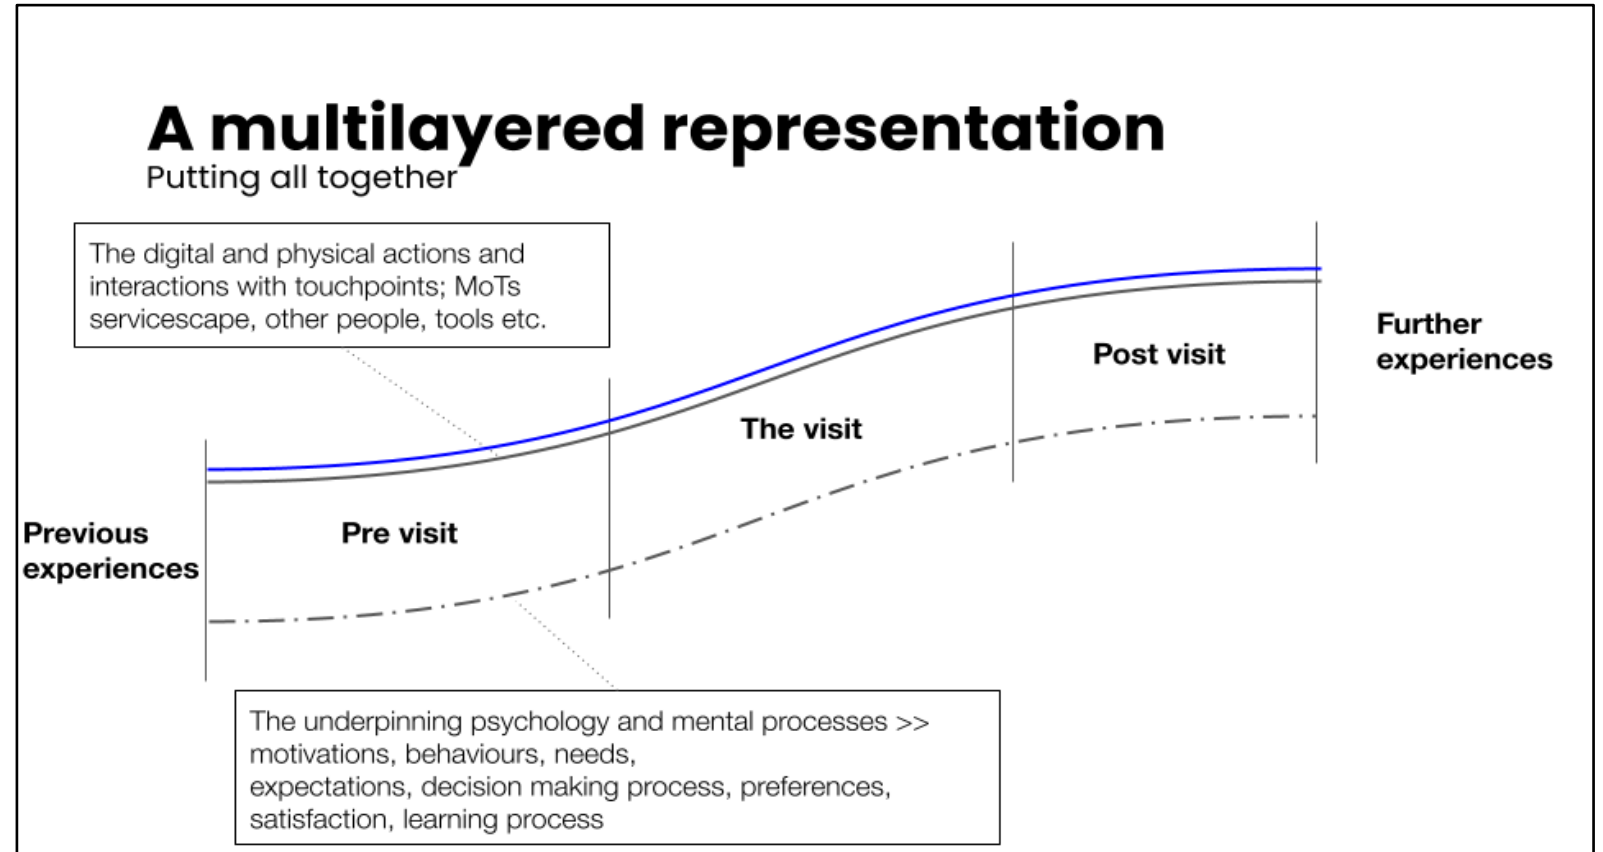 A multilayered representation
Putting all together
The digital and physical actions and
interactions with touchpoints; MoTs
servicescape, other people, tools etc.
Further
experiences
Post visit
The visit
Previous
experiences
Pre visit
The underpinning psychology and mental processes >>
motivations, behaviours, needs,
expectations, decision making process, preferences,
satisfaction, learning process